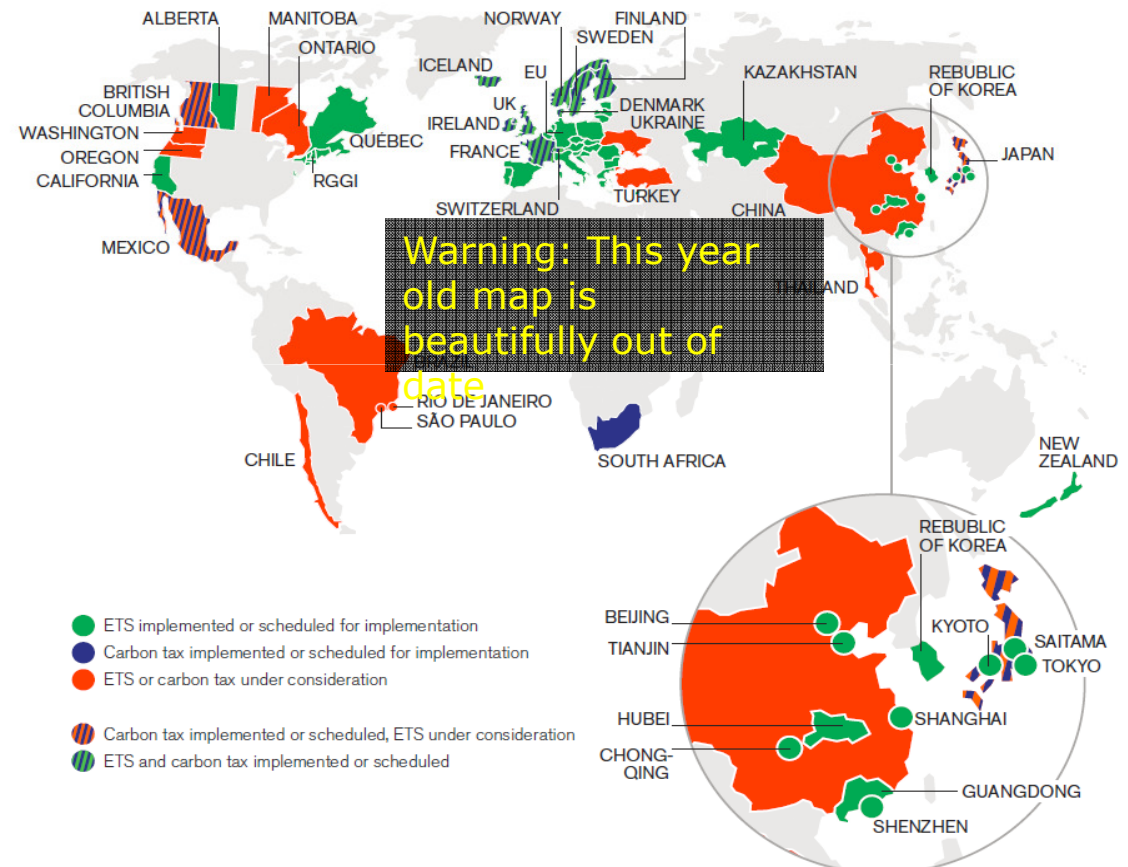 ALBERTA
MANITOBA
ONTARIO
BRITISH
COLUMBIA
WASHINGTON
OREGON
CALIFORNIA
QUÉBEC
RGGI
MEXICO
NORWAY
FINLAND
SWEDEN
ICELAND
EU
UK
IRELAND
FRANCE
DENMARK
UKRAINE
SWITZERLAND
TURKEY
KAZAKHSTAN
REBUBLIC
OF KOREA
JAPAN
CHINA
THAILAND
Warning: This year
old map is
beautifully out of
date
RIO DE JANEIRO
SÃO PAULO
CHILE
SOUTH AFRICA
NEW
ZEALAND
REBUBLIC
OF KOREA
BEIJING
TIANJIN
KYOTO
SAITAMA
TOKYO
HUBEI
SHANGHAI
CHONG-
QING
GUANGDONG
SHENZHEN
ETS implemented or scheduled for implementation
Carbon tax implemented or scheduled for implementation
ETS or carbon tax under consideration
Carbon tax implemented or scheduled, ETS under consideration
ETS and carbon tax implemented or scheduled